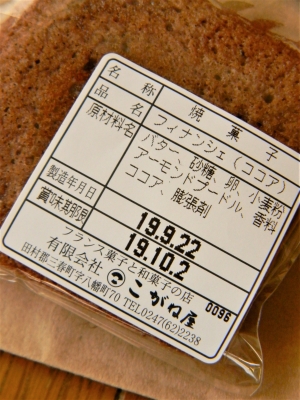 名称 焼菓子
品名 フィナンシェ(ココア)
原材料名 バター、砂糖、卵、小麦粉
アーモンドプードル、香料
ココア、膨張剤
製造年月日 19.9.22
賞味期限 19.10.2
フランス菓子と和菓子の店
有限会社 こがね屋
田村郡三春町字八幡町70 TEL0247(62)2238
0096